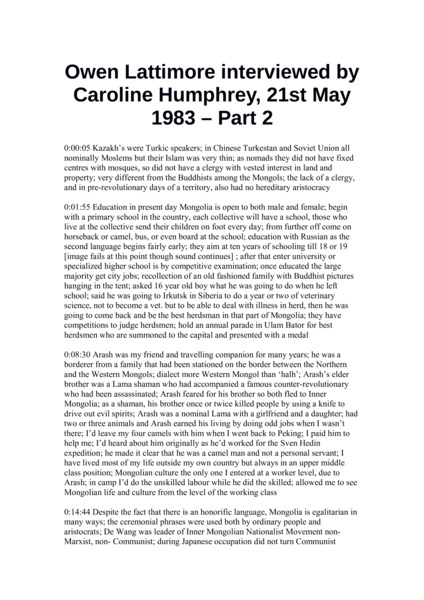 Owen Lattimore interviewed by
Caroline Humphrey, 21st May
1983 – Part 2
0:00:05 Kazakh’s were Turkic speakers; in Chinese Turkestan and Soviet Union all
nominally Moslems but their Islam was very thin; as nomads they did not have fixed
centres with mosques, so did not have a clergy with vested interest in land and
property; very different from the Buddhists among the Mongols; the lack of a clergy,
and in pre-revolutionary days of a territory, also had no hereditary aristocracy
0:01:55 Education in present day Mongolia is open to both male and female; begin
with a primary school in the country, each collective will have a school, those who
live at the collective send their children on foot every day; from further off come on
horseback or camel, bus, or even board at the school; education with Russian as the
second language begins fairly early; they aim at ten years of schooling till 18 or 19
[image fails at this point though sound continues] ; after that enter university or
specialized higher school is by competitive examination; once educated the large
majority get city jobs; recollection of an old fashioned family with Buddhist pictures
hanging in the tent; asked 16 year old boy what he was going to do when he left
school; said he was going to Irkutsk in Siberia to do a year or two of veterinary
science, not to become a vet. but to be able to deal with illness in herd, then he was
going to come back and be the best herdsman in that part of Mongolia; they have
competitions to judge herdsmen; hold an annual parade in Ulam Bator for best
herdsmen who are summoned to the capital and presented with a medal
0:08:30 Arash was my friend and travelling companion for many years; he was a
borderer from a family that had been stationed on the border between the Northern
and the Western Mongols; dialect more Western Mongol than ‘halh’; Arash’s elder
brother was a Lama shaman who had accompanied a famous counter-revolutionary
who had been assassinated; Arash feared for his brother so both fled to Inner
Mongolia; as a shaman, his brother once or twice killed people by using a knife to
drive out evil spirits; Arash was a nominal Lama with a girlfriend and a daughter; had
two or three animals and Arash earned his living by doing odd jobs when I wasn’t
there; I’d leave my four camels with him when I went back to Peking; I paid him to
help me; I’d heard about him originally as he’d worked for the Sven Hedin
expedition; he made it clear that he was a camel man and not a personal servant; I
have lived most of my life outside my own country but always in an upper middle
class position; Mongolian culture the only one I entered at a worker level, due to
Arash; in camp I’d do the unskilled labour while he did the skilled; allowed me to see
Mongolian life and culture from the level of the working class
0:14:44 Despite the fact that there is an honorific language, Mongolia is egalitarian in
many ways; the ceremonial phrases were used both by ordinary people and
aristocrats; De Wang was leader of Inner Mongolian Nationalist Movement non-
Marxist, non- Communist; during Japanese occupation did not turn Communist